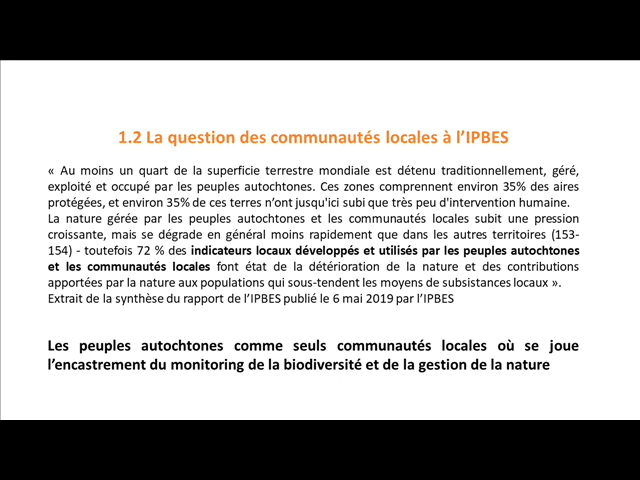 1.2 La question des communautés locales à l’IPBES
« Au moins un quart de la superficie terrestre mondiale est détenu traditionnellement, géré,
exploité et occupé par les peuples autochtones. Ces zones comprennent environ 35% des aires
protégées, et environ 35% de ces terres n’ont jusqu'ici subi que très peu d'intervention humaine.
La nature gérée par les peuples autochtones et les communautés locales subit une pression
croissante, mais se dégrade en général moins rapidement que dans les autres territoires (153-
154) - toutefois 72 % des indicateurs locaux développés et utilisés par les peuples autochtones
et les communautés locales font état de la détérioration de la nature et des contributions
apportées par la nature aux populations qui sous-tendent les moyens de subsistances locaux ».
Extrait de la synthèse du rapport de l’IPBES publié le 6 mai 2019 par l’IPBES
Les peuples autochtones comme seuls communautés locales où se joue
l’encastrement du monitoring de la biodiversité et de la gestion de la nature